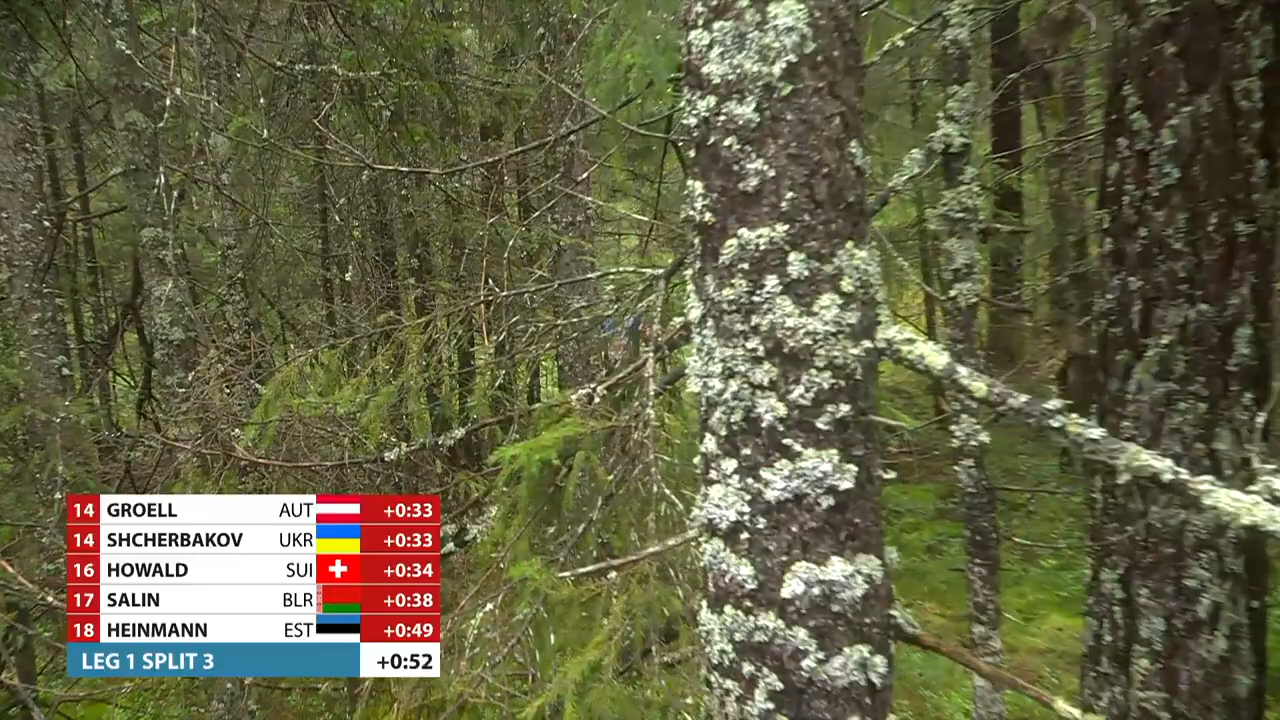 14 GROELL AUT +0:33
14 SHCHERBAKOV UKR +0:33
16 HOWALD SUI +0:34
17 SALIN BLR +0:38
18 HEINMANN EST +0:49
LEG 1 SPLIT 3 +0:52